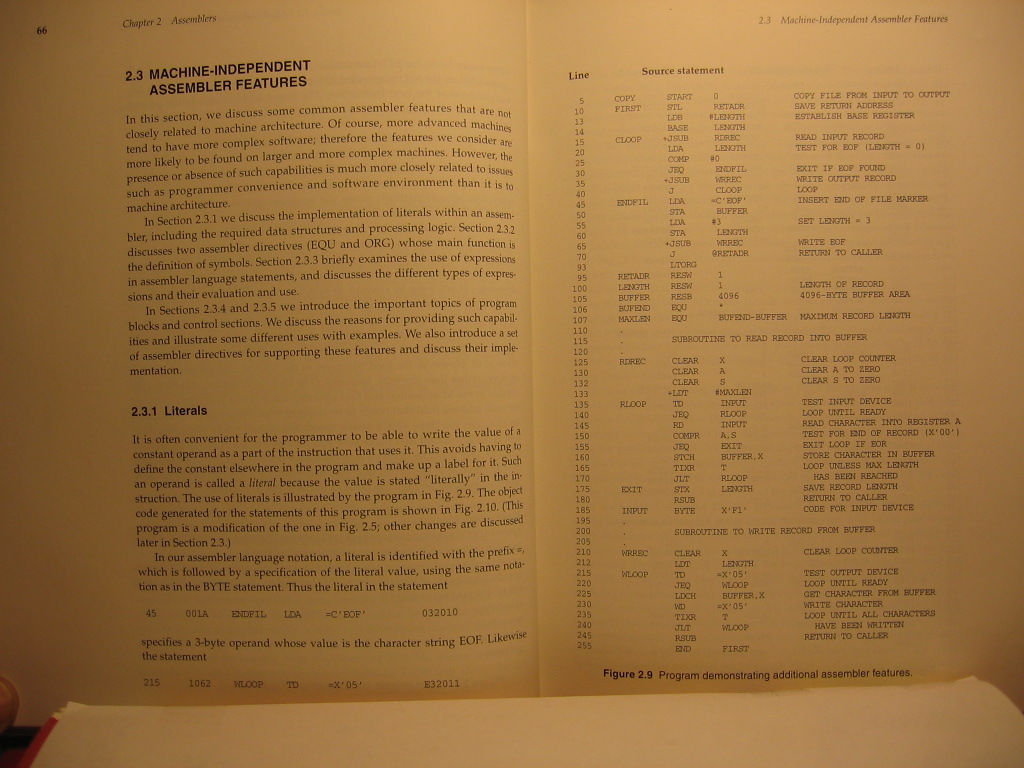 66
Chapter 2 Assemblers
2.3 MACHINE-INDEPENDENT
ASSEMBLER FEATURES
In this section, we discuss some common assembler features that are not
closely related to machine architecture. Of course, more advanced machines
tend to have more complex software; therefore the features we consider are
more likely to be found on larger and more complex machines. However, the
presence or absence of such capabilities is much more closely related to issues
such as programmer convenience and software environment than it is to
machine architecture.
In Section 2.3.1 we discuss the implementation of literals within an assem-
bler, including the required data structures and processing logic. Section 2.3.2
discusses two assembler directives (EQU and ORG) whose main function is
the definition of symbols. Section 2.3.3 briefly examines the use of expressions
in assembler language statements, and discusses the different types of expres-
sions and their evaluation and use.
In Sections 2.3.4 and 2.3.5 we introduce the important topics of program
blocks and control sections. We discuss the reasons for providing such capabil-
ities and illustrate some different uses with examples. We also introduce a set
of assembler directives for supporting these features and discuss their imple-
mentation.
2.3.1 Literals
It is often convenient for the programmer to be able to write the value of a
constant operand as a part of the instruction that uses it. This avoids having to
define the constant elsewhere in the program and make up a label for it. Such
an operand is called a literal because the value is stated "literally" in the in-
struction. The use of literals is illustrated by the program in Fig. 2.9. The object
code generated for the statements of this program is shown in Fig. 2.10. (This
program is a modification of the one in Fig. 2.5; other changes are discussed
later in Section 2.3.)
In our assembler language notation, a literal is identified with the prefix =,
which is followed by a specification of the literal value, using the same nota-
tion as in the BYTE statement. Thus the literal in the statement
45 001A ENDFIL LDA =C'EOF' 032010
specifies a 3-byte operand whose value is the character string EOF. Likewise
the statement
215 1062 WLOOP TD =X'05' E32011
2.3 Machine-Independent Assembler Features
Line Source statement
5 COPY START 0 COPY FILE FROM INPUT TO OUTPUT
10 FIRST STL RETADR SAVE RETURN ADDRESS
13 LDB #LENGTH ESTABLISH BASE REGISTER
14 BASE LENGTH
15 CLOOP +JSUB RDREC READ INPUT RECORD
20 LDA LENGTH TEST FOR EOF (LENGTH = 0)
25 COMP #0
30 JEQ ENDFIL EXIT IF EOF FOUND
35 +JSUB WRREC WRITE OUTPUT RECORD
40 J CLOOP LOOP
45 ENDFIL LDA =C'EOF' INSERT END OF FILE MARKER
50 STA BUFFER
55 LDA #3 SET LENGTH = 3
60 STA LENGTH
65 +JSUB WRREC WRITE EOF
70 J @RETADR RETURN TO CALLER
93 LTORG
95 RETADR RESW 1
100 LENGTH RESW 1 LENGTH OF RECORD
105 BUFFER RESB 4096 4096-BYTE BUFFER AREA
106 BUFEND EQU *
107 MAXLEN EQU BUFEND-BUFFER MAXIMUM RECORD LENGTH
110 .
115 . SUBROUTINE TO READ RECORD INTO BUFFER
120 .
125 RDREC CLEAR X CLEAR LOOP COUNTER
130 CLEAR A CLEAR A TO ZERO
132 CLEAR S CLEAR S TO ZERO
133 +LDT #MAXLEN
135 RLOOP TD INPUT TEST INPUT DEVICE
140 JEQ RLOOP LOOP UNTIL READY
145 RD INPUT READ CHARACTER INTO REGISTER A
150 COMPR A,S TEST FOR END OF RECORD (X'00')
155 JEQ EXIT EXIT LOOP IF EOR
160 STCH BUFFER,X STORE CHARACTER IN BUFFER
165 TIXR T LOOP UNLESS MAX LENGTH
170 JLT RLOOP HAS BEEN REACHED
175 EXIT STX LENGTH SAVE RECORD LENGTH
180 RSUB RETURN TO CALLER
185 INPUT BYTE X'F1' CODE FOR INPUT DEVICE
195 .
200 . SUBROUTINE TO WRITE RECORD FROM BUFFER
205 .
210 WRREC CLEAR X CLEAR LOOP COUNTER
212 LDT LENGTH
215 WLOOP TD =X'05' TEST OUTPUT DEVICE
220 JEQ WLOOP LOOP UNTIL READY
225 LDCH BUFFER,X GET CHARACTER FROM BUFFER
230 WD =X'05' WRITE CHARACTER
235 TIXR T LOOP UNTIL ALL CHARACTERS
240 JLT WLOOP HAVE BEEN WRITTEN
245 RSUB RETURN TO CALLER
255 END FIRST
Figure 2.9 Program demonstrating additional assembler features.